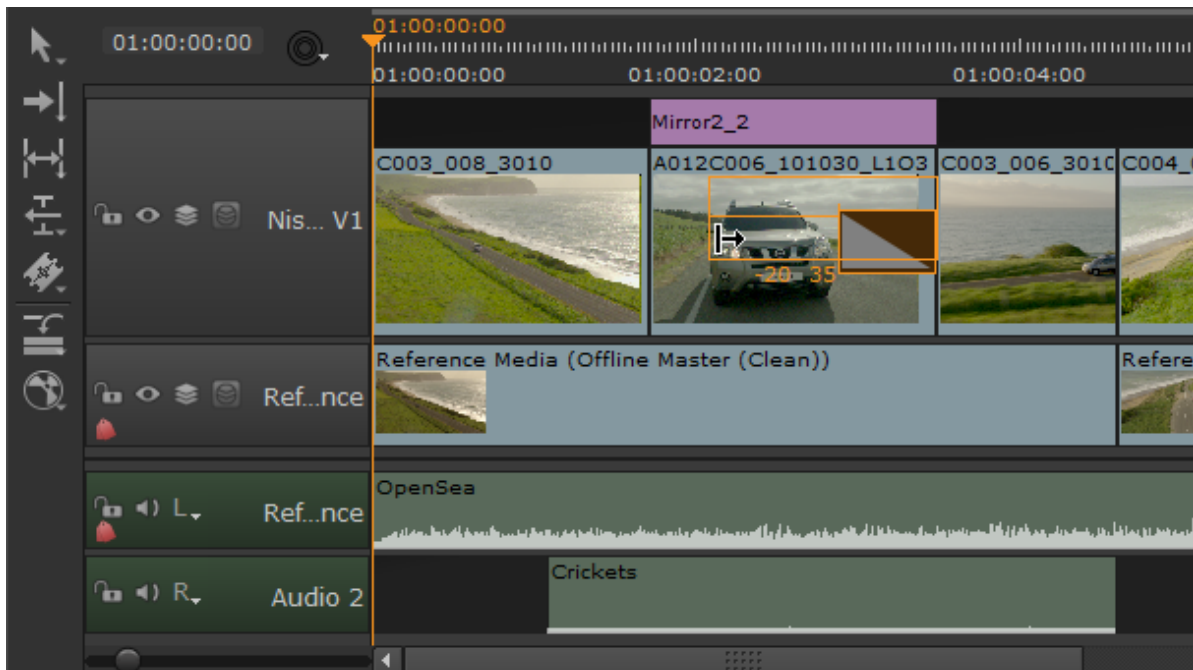 01:00:00:00
01:00:00:00
01:00:00:00 01:00:02:00 01:00:04:00
Mirror2_2
C003_008_3010 A012C006_101030_L1O3 C003_006_3010 C004_
Nis... V1
-20 35
Reference Media (Offline Master (Clean)) Refere
Ref...nce
OpenSea
L Ref...nce
Crickets
R Audio 2